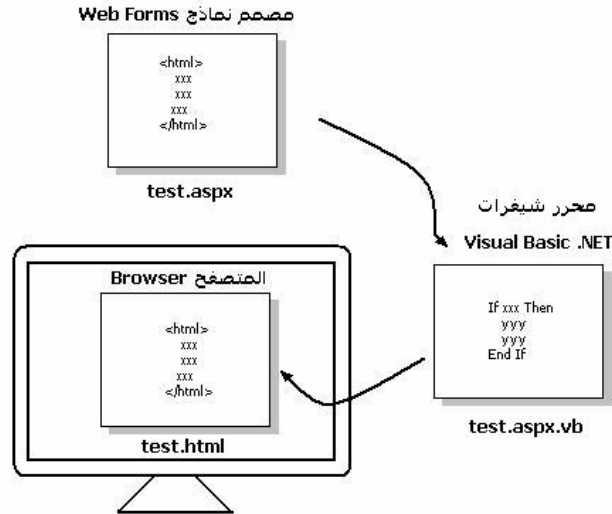 مصمم نماذج Web Forms
<html>
xxx
xxx
xxx
</html>
test.aspx
محرر شيفرات
Visual Basic .NET
If xxx Then
yyy
yyy
End If
test.aspx.vb
المتصفح Browser
<html>
xxx
xxx
xxx
</html>
test.html